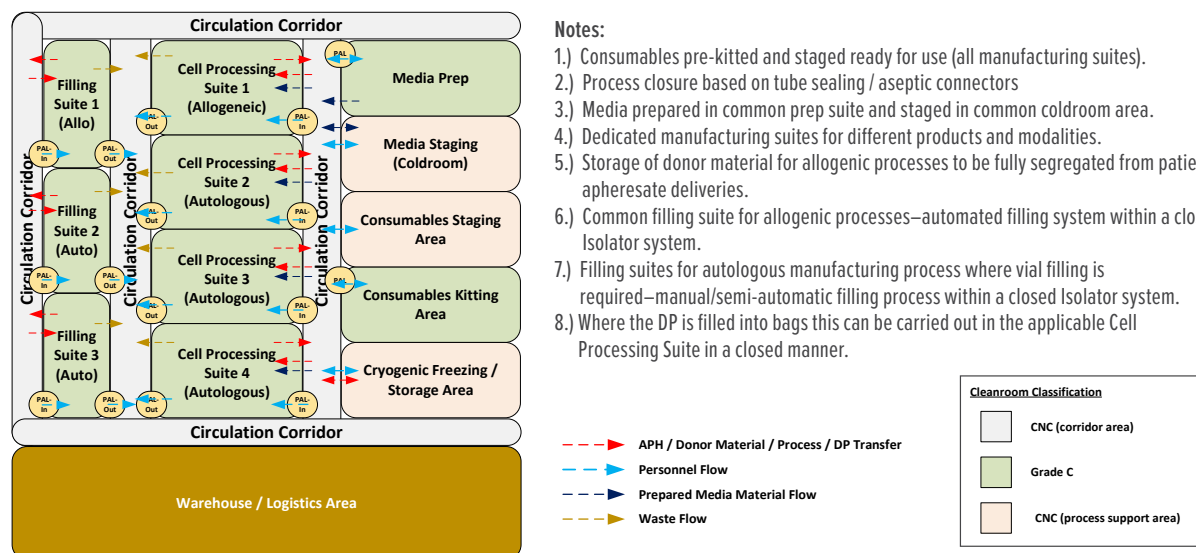 Circulation Corridor
Circulation Corridor
Filling
Suite 1
(Allo)
PAL-
In
PAL-
Out
Filling
Suite 2
(Auto)
PAL-
In
PAL-
Out
Filling
Suite 3
(Auto)
PAL-
In
PAL-
Out
Circulation Corridor
Cell Processing
Suite 1
(Allogeneic)
PAL-
Out
PAL-
In
Cell Processing
Suite 2
(Autologous)
PAL-
Out
PAL-
In
Cell Processing
Suite 3
(Autologous)
PAL-
Out
PAL-
In
Cell Processing
Suite 4
(Autologous)
PAL-
Out
PAL-
In
Circulation Corridor
PAL
Media Prep
Media Staging
(Coldroom)
Consumables Staging
Area
PAL
Consumables Kitting
Area
Cryogenic Freezing /
Storage Area
Circulation Corridor
Warehouse / Logistics Area
Notes:
1.) Consumables pre-kitted and staged ready for use (all manufacturing suites).
2.) Process closure based on tube sealing / aseptic connectors
3.) Media prepared in common prep suite and staged in common coldroom area.
4.) Dedicated manufacturing suites for different products and modalities.
5.) Storage of donor material for allogenic processes to be fully segregated from
apheresate deliveries.
6.) Common filling suite for allogenic processes–automated filling system within a
Isolator system.
7.) Filling suites for autologous manufacturing process where vial filling is
required–manual/semi-automatic filling process within a closed Isolator system.
8.) Where the DP is filled into bags this can be carried out in the applicable Cell
Processing Suite in a closed manner.
APH / Donor Material / Process / DP Transfer
Personnel Flow
Prepared Media Material Flow
Waste Flow
Cleanroom Classification
CNC (corridor area)
Grade C
CNC (process support area)